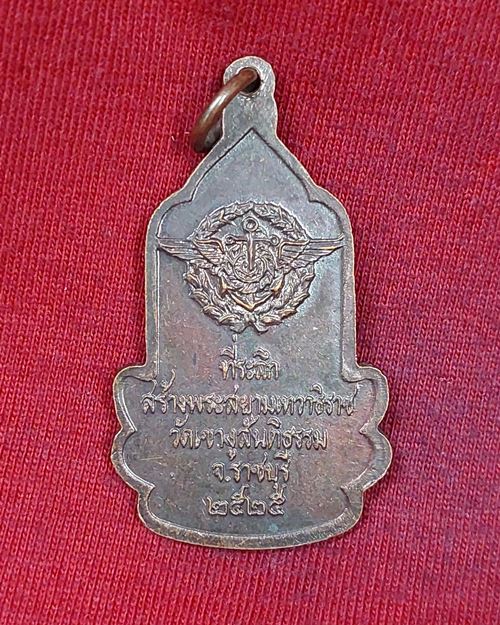 ที่ระลึก
สร้างพระสยามเทวาธิราช
วัดเขางูสันติธรรม
จ.ราชบุรี
๒๕๒๕